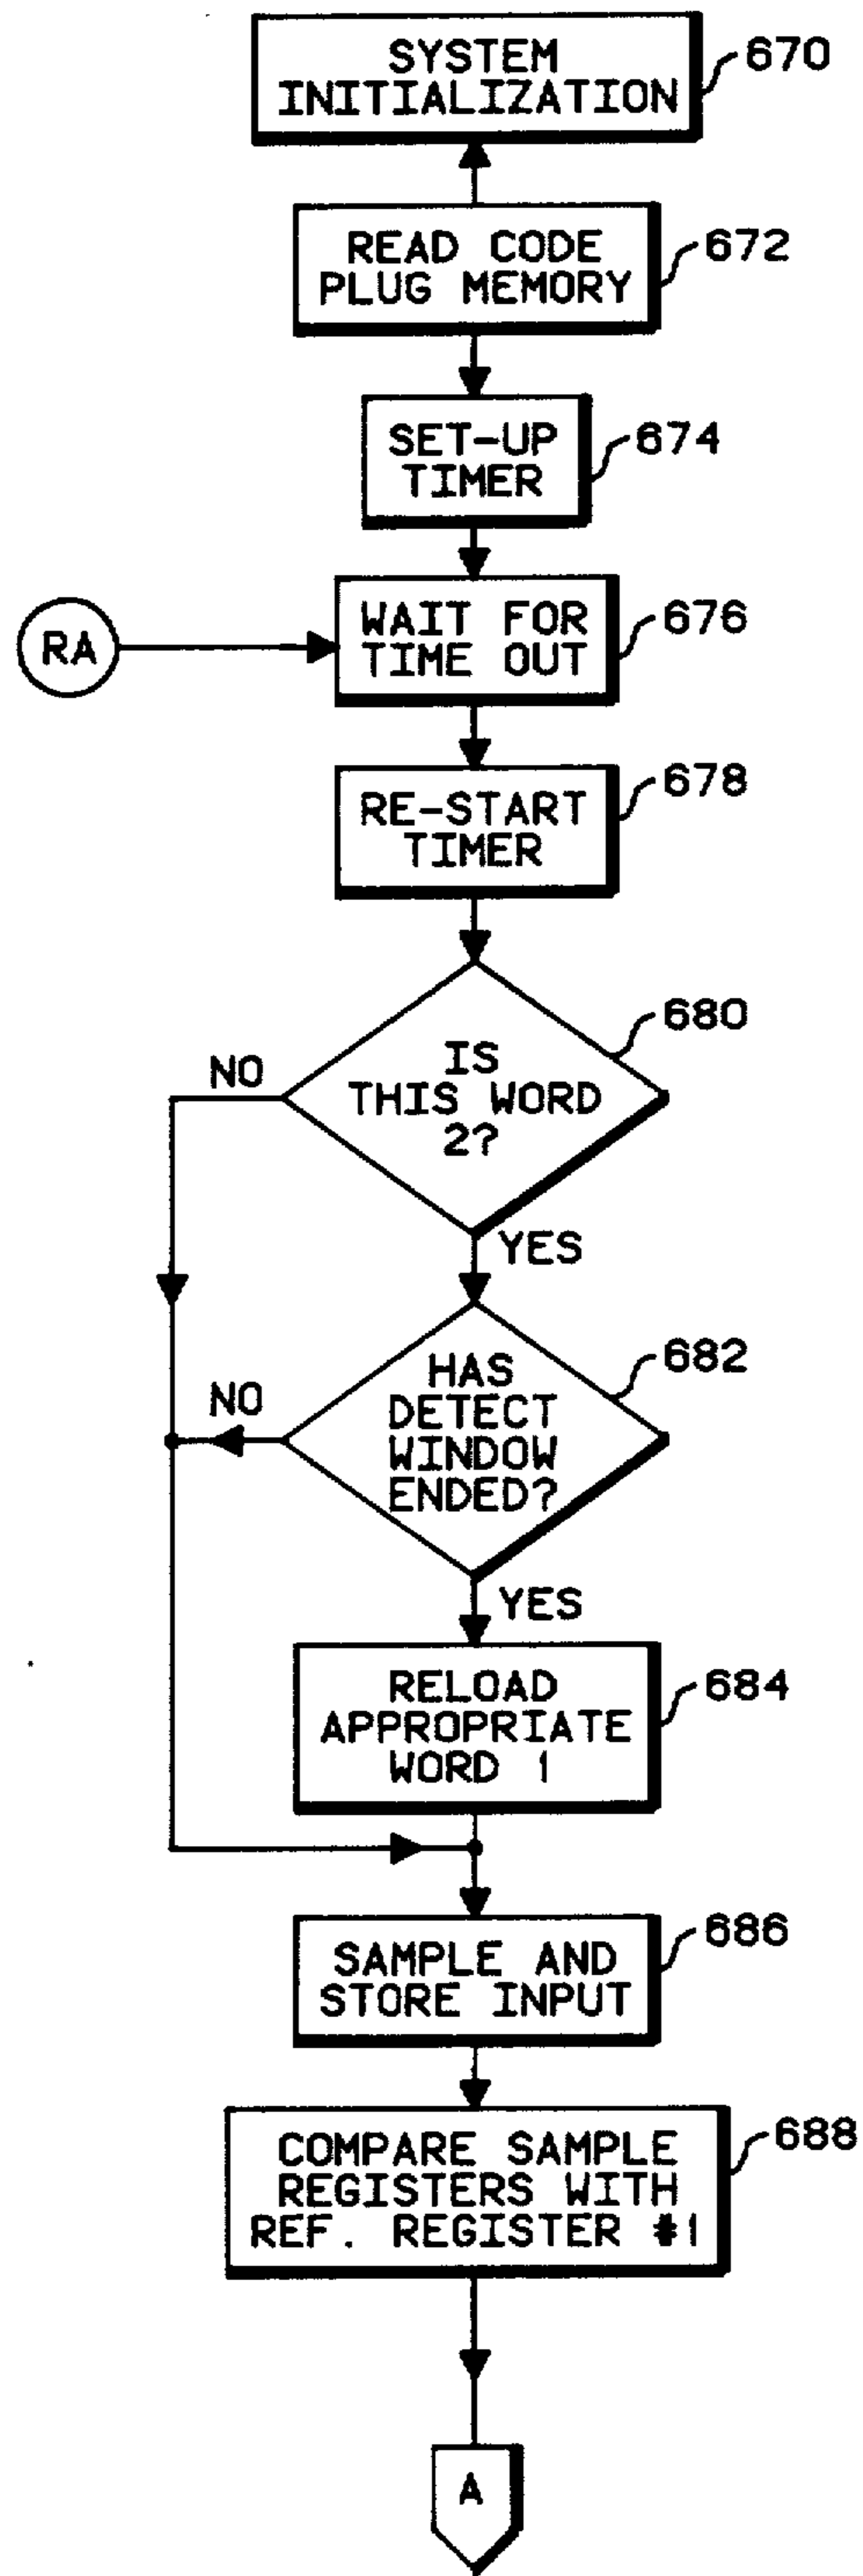 SYSTEM
INITIALIZATION
670
READ CODE
PLUG MEMORY
672
SET-UP
TIMER
674
RA
WAIT FOR
TIME OUT
676
RE-START
TIMER
678
IS
THIS WORD
2?
680
NO
YES
HAS
DETECT
WINDOW
ENDED?
682
NO
YES
RELOAD
APPROPRIATE
WORD 1
684
SAMPLE AND
STORE INPUT
686
COMPARE SAMPLE
REGISTERS WITH
REF. REGISTER #1
688
A